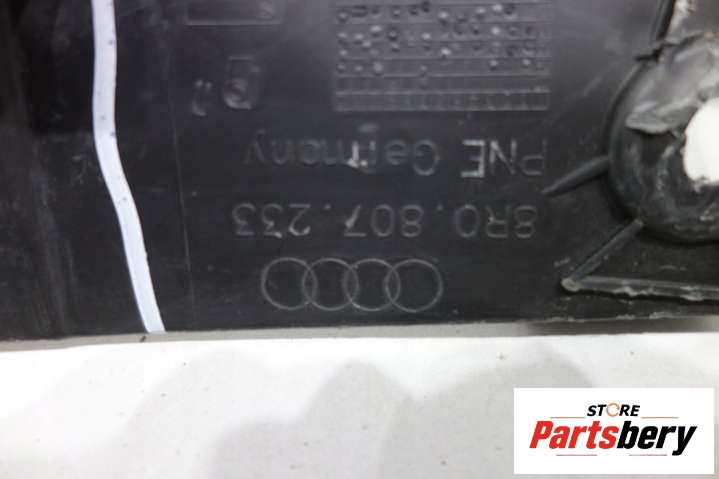 PNE Germany
8R0.807.233
STORE
Partsbery